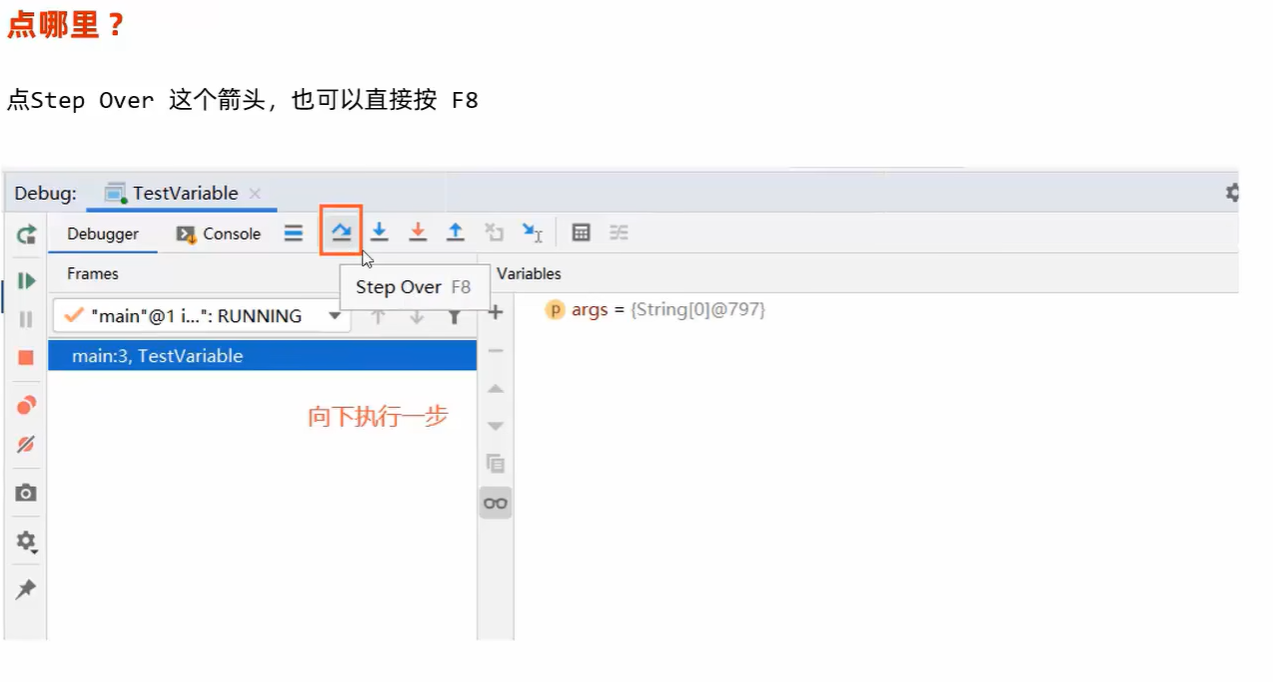 点哪里？
点Step Over 这个箭头，也可以直接按 F8
Debug: TestVariable
Debugger Console
Frames
Step Over F8
Variables
"main"@1 i...": RUNNING
p args = {String[0]@797}
main:3, TestVariable
向下执行一步